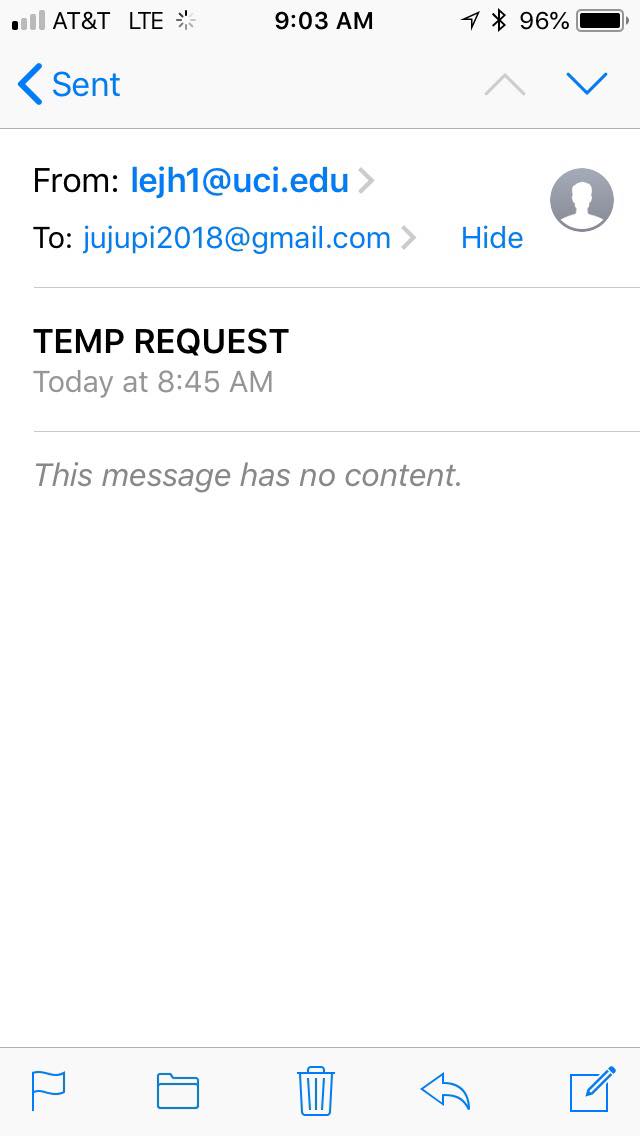 AT&T LTE 9:03 AM 96%
Sent
From: lejh1@uci.edu
To: jujupi2018@gmail.com Hide
TEMP REQUEST
Today at 8:45 AM
This message has no content.